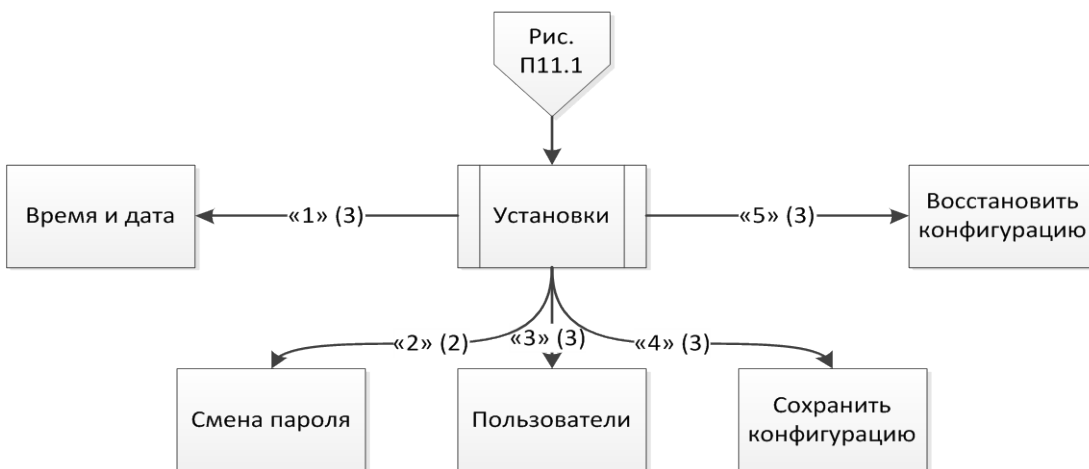 Рис.
П11.1
Время и дата
«1» (3)
Установки
«5» (3)
Восстановить
конфигурацию
«2» (2)
«3» (3)
«4» (3)
Смена пароля
Пользователи
Сохранить
конфигурацию